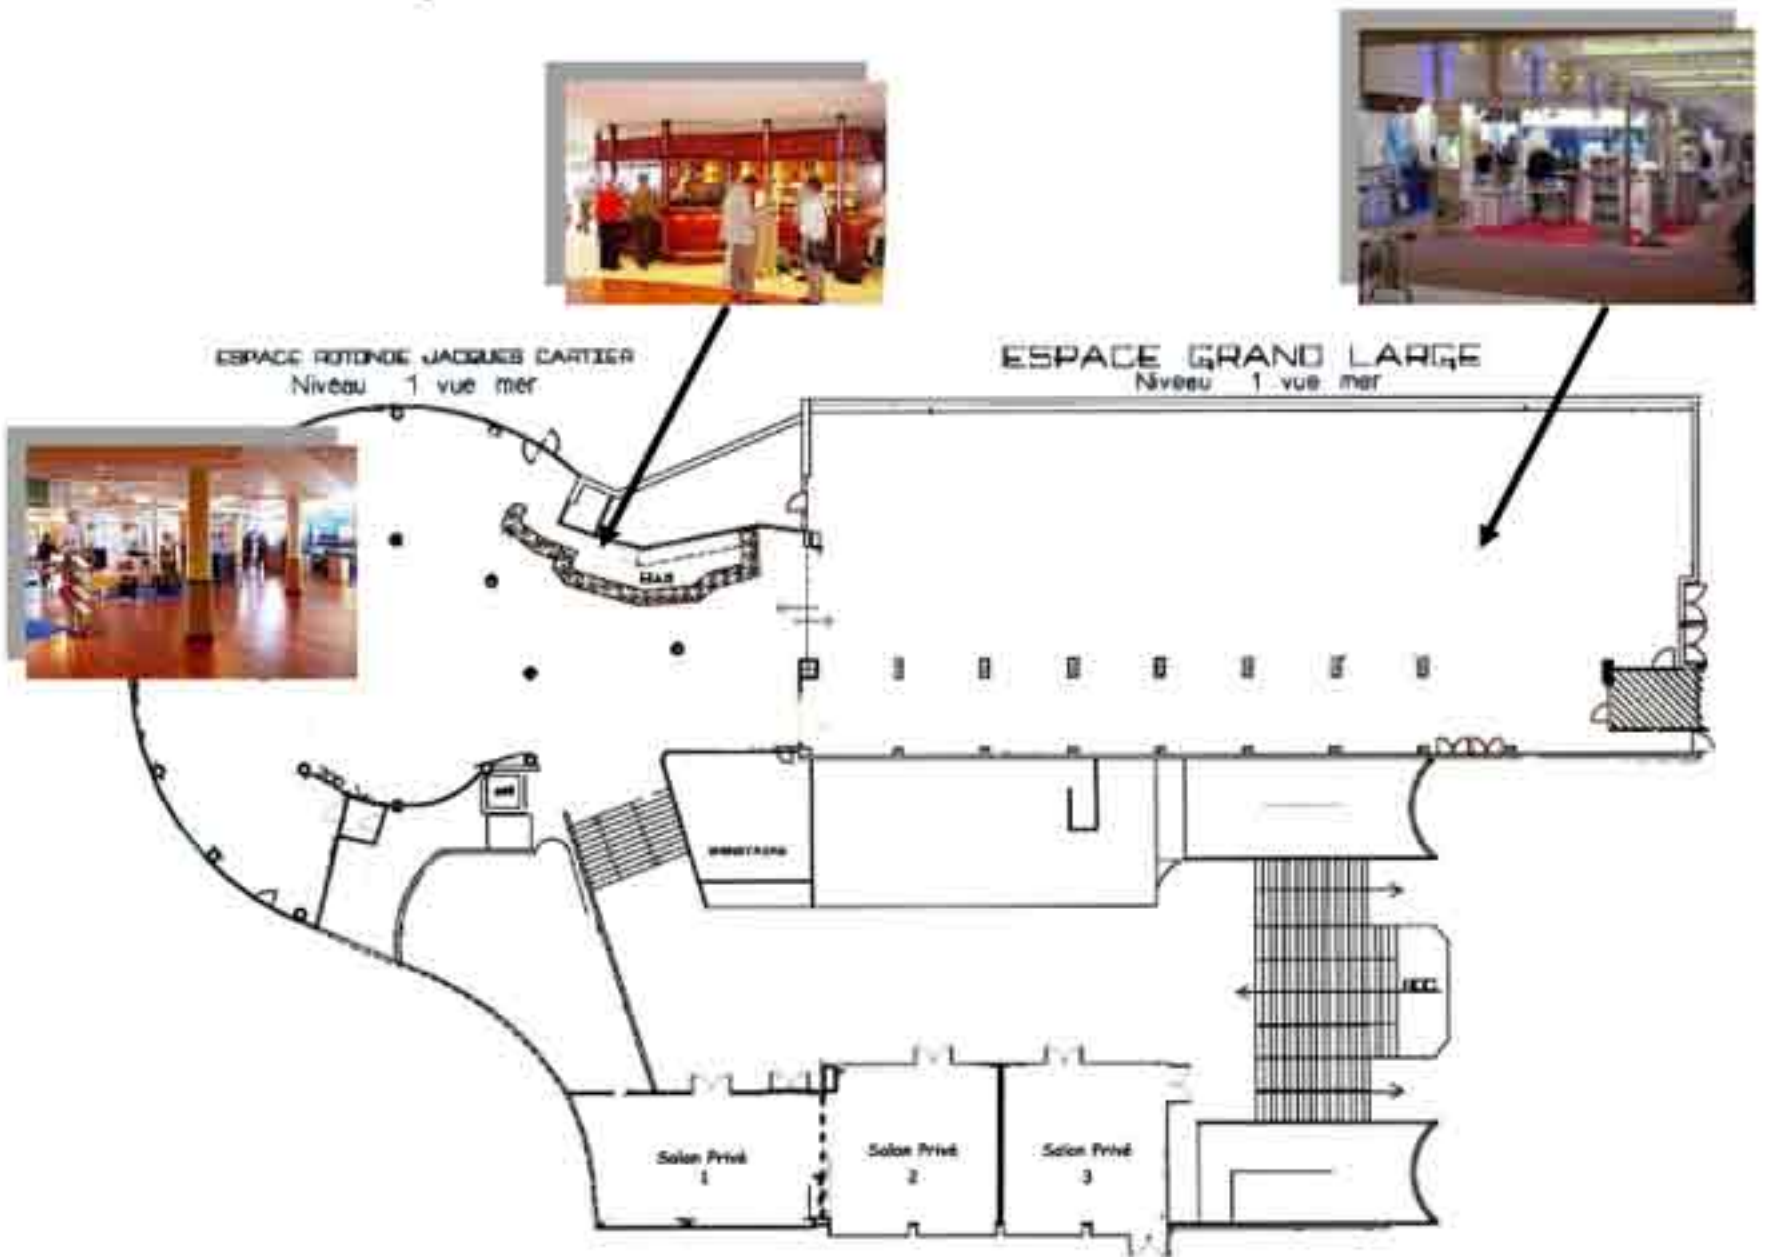 ESPACE ROTONDE JACQUES CARTIER
Niveau 1 vue mer
ESPACE GRAND LARGE
Niveau 1 vue mer
BAR
Salon Privé
1
Salon Privé
2
Salon Privé
3